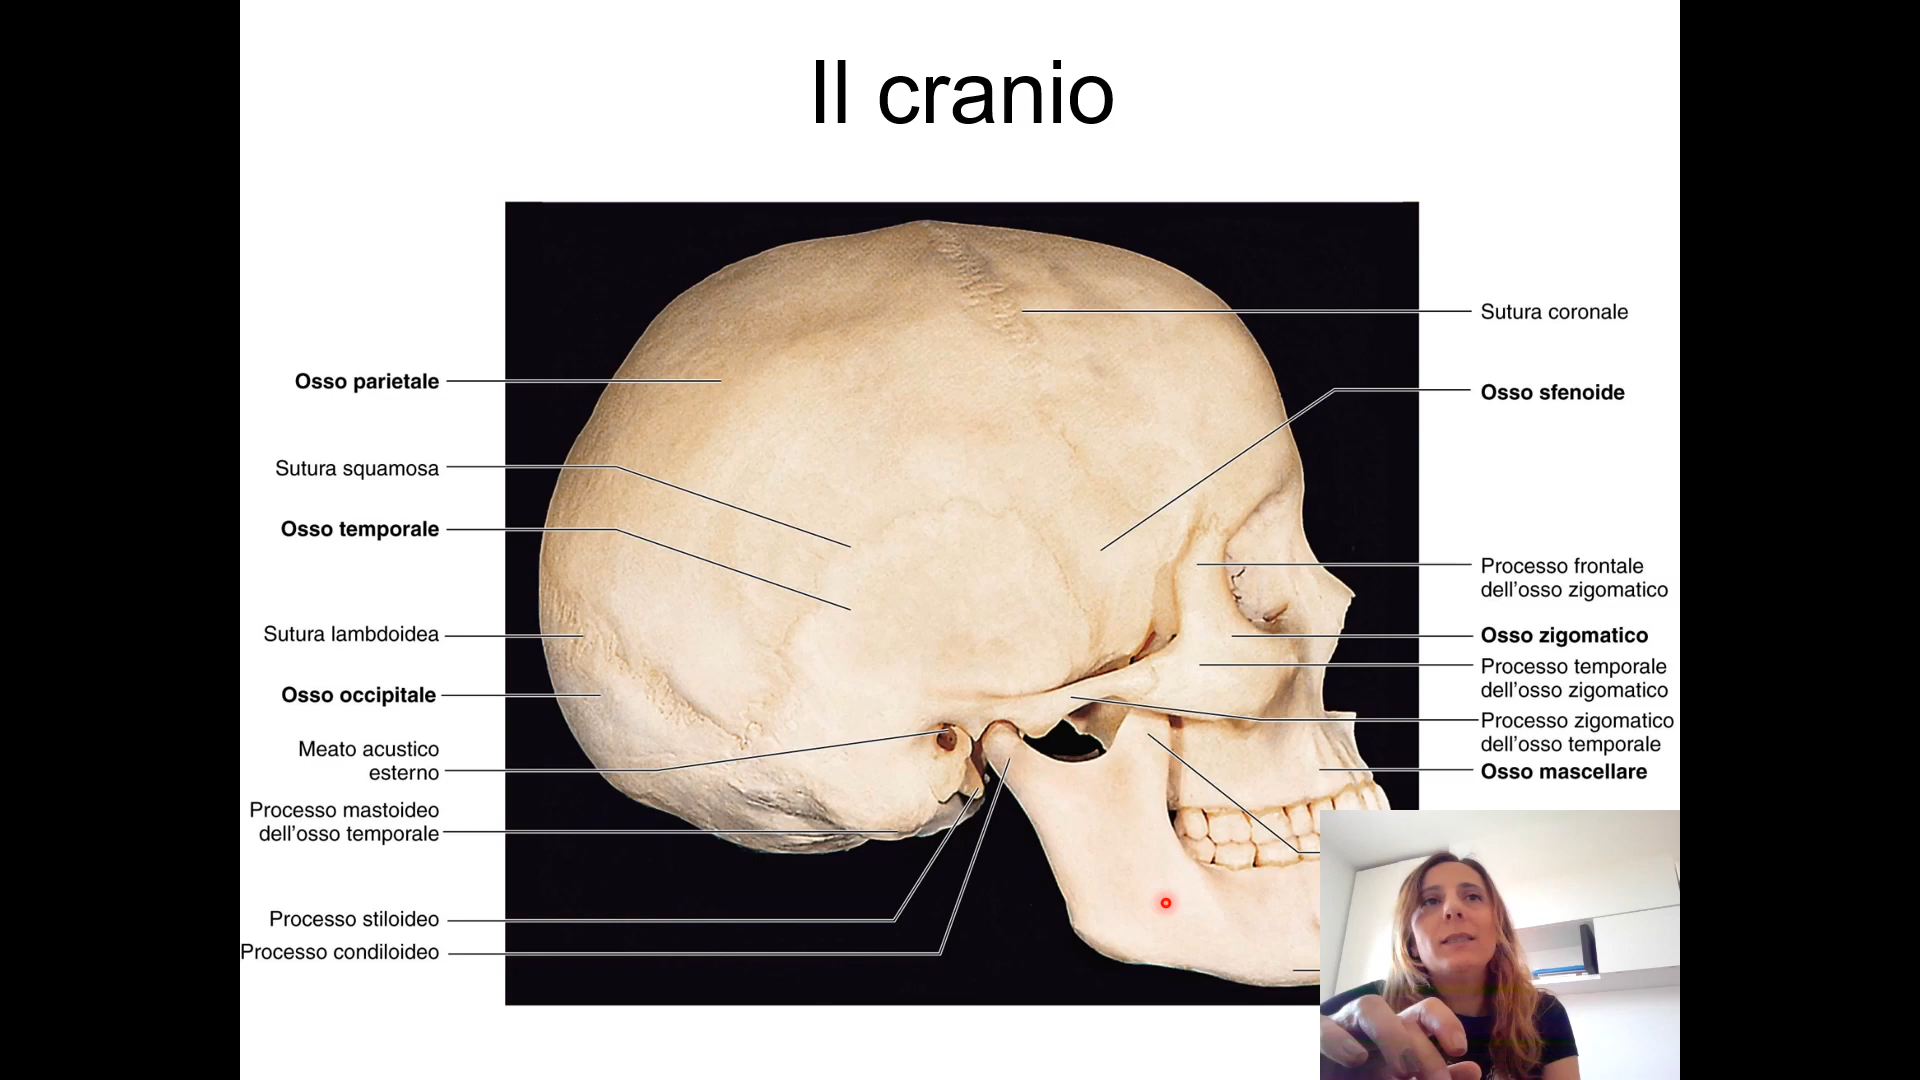 Il cranio
Osso parietale
Sutura squamosa
Osso temporale
Sutura lambdoidea
Osso occipitale
Meato acustico
esterno
Processo mastoideo
dell'osso temporale
Processo stiloideo
Processo condiloideo
Sutura coronale
Osso sfenoide
Processo frontale
dell'osso zigomatico
Osso zigomatico
Processo temporale
dell'osso zigomatico
Processo zigomatico
dell'osso temporale
Osso mascellare